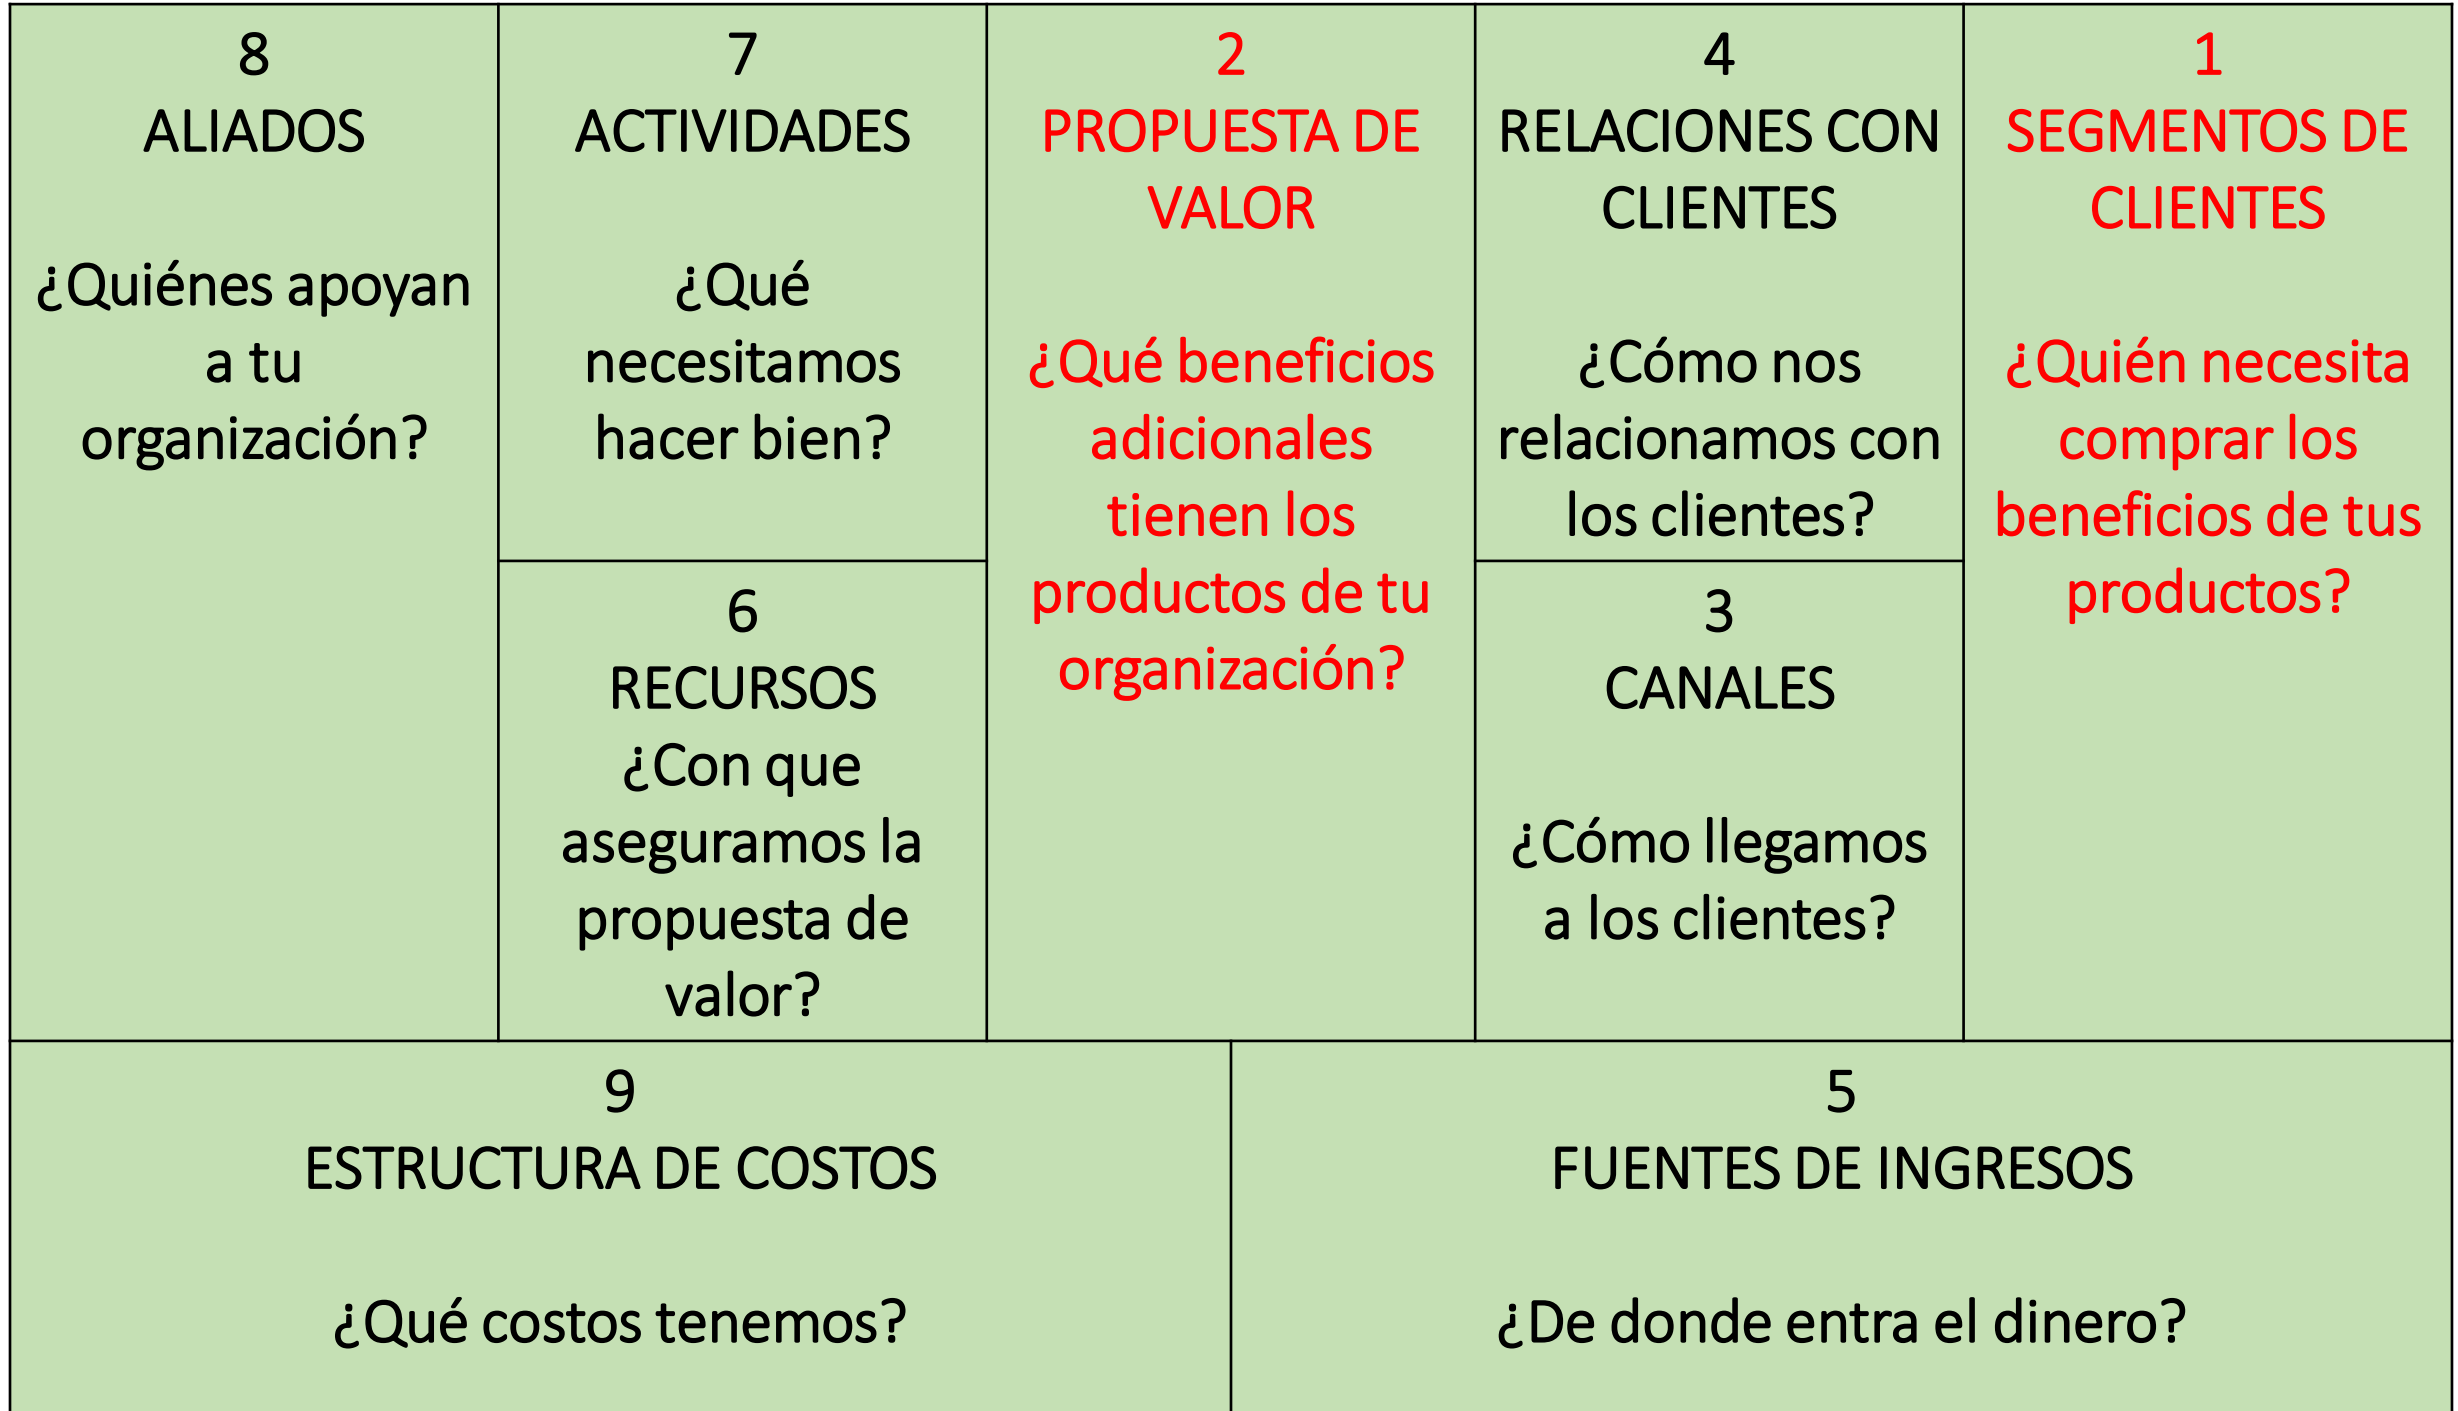 8
ALIADOS
¿Quiénes apoyan
a tu
organización?
7
ACTIVIDADES
¿Qué
necesitamos
hacer bien?
6
RECURSOS
¿Con que
aseguramos la
propuesta de
valor?
2
PROPUESTA DE
VALOR
¿Qué beneficios
adicionales
tienen los
productos de tu
organización?
4
RELACIONES CON
CLIENTES
¿Cómo nos
relacionamos con
los clientes?
3
CANALES
¿Cómo llegamos
a los clientes?
1
SEGMENTOS DE
CLIENTES
¿Quién necesita
comprar los
beneficios de tus
productos?
9
ESTRUCTURA DE COSTOS
¿Qué costos tenemos?
5
FUENTES DE INGRESOS
¿De donde entra el dinero?